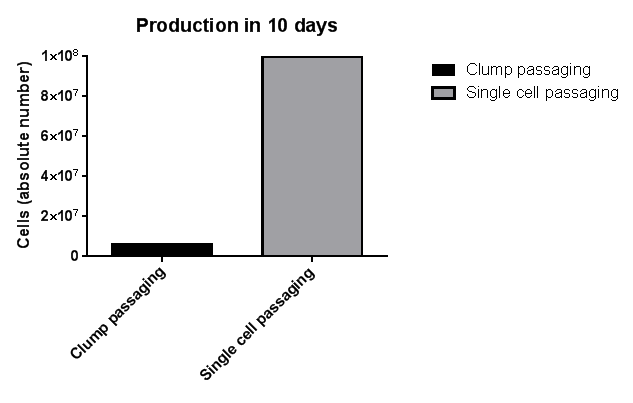 Production in 10 days
Cells (absolute number)
1×10⁸
8×10⁷
6×10⁷
4×10⁷
2×10⁷
0
Clump passaging
Single cell passaging
Clump passaging
Single cell passaging